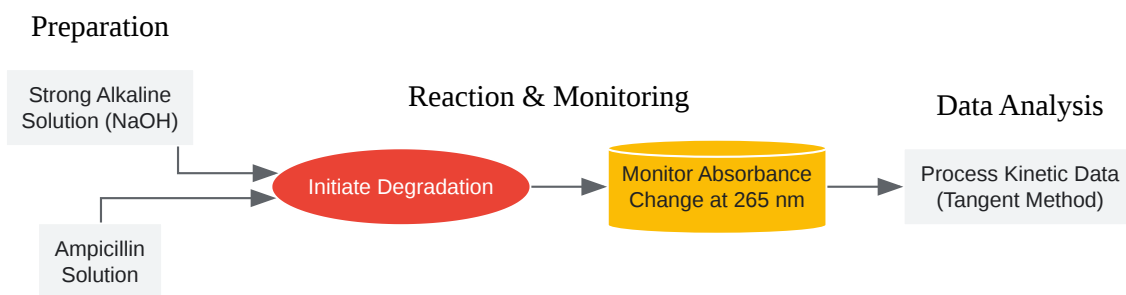 Preparation
Strong Alkaline
Solution (NaOH)
Ampicillin
Solution
Reaction & Monitoring
Initiate Degradation
Monitor Absorbance
Change at 265 nm
Data Analysis
Process Kinetic Data
(Tangent Method)